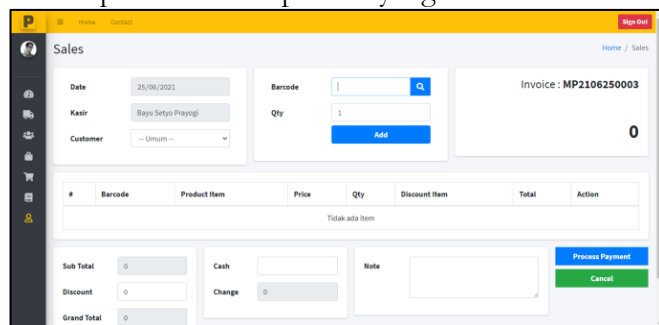 P
Home Contact
Sign Out
Sales
Home / Sales
Date 25/06/2021
Kasir Bayu Setyo Prayogi
Customer -- Umum --
Barcode
Qty 1
Add
Invoice : MP2106250003
0
# Barcode Product Item Price Qty Discount Item Total Action
Tidak ada item
Sub Total 0
Discount 0
Grand Total 0
Cash
Change 0
Note
Process Payment
Cancel